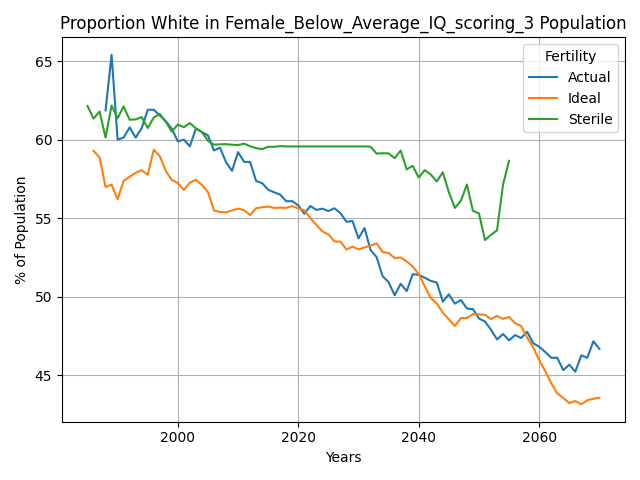 Proportion White in Female_Below_Average_IQ_scoring_3 Population
Fertility
Actual
Ideal
Sterile
% of Population
65
60
55
50
45
2000
2020
2040
2060
Years